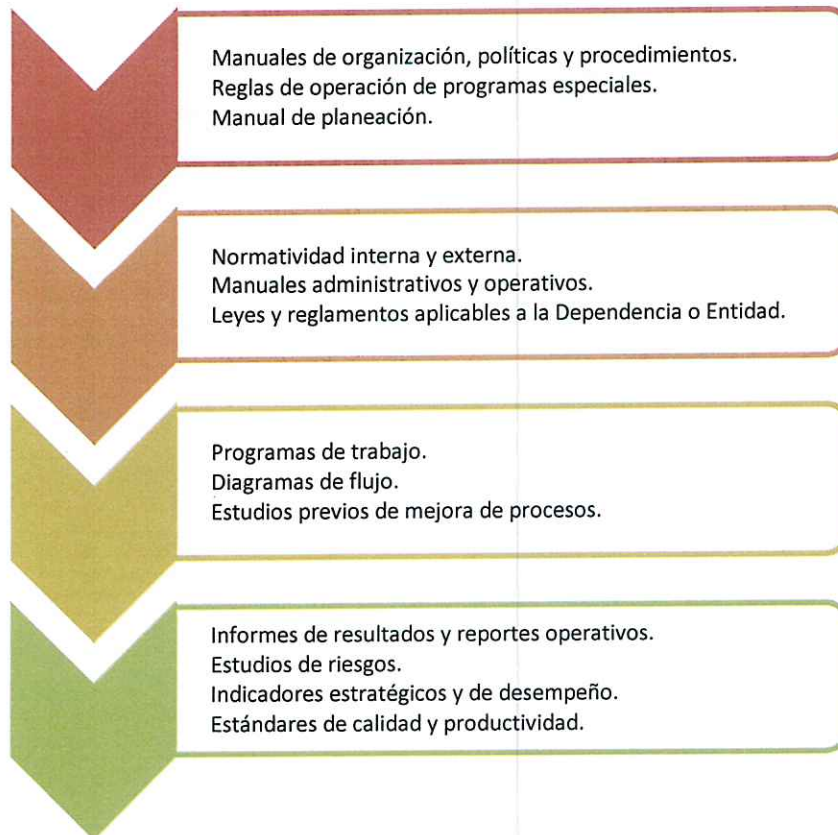 Manuales de organización, políticas y procedimientos.
Reglas de operación de programas especiales.
Manual de planeación.
Normatividad interna y externa.
Manuales administrativos y operativos.
Leyes y reglamentos aplicables a la Dependencia o Entidad.
Programas de trabajo.
Diagramas de flujo.
Estudios previos de mejora de procesos.
Informes de resultados y reportes operativos.
Estudios de riesgos.
Indicadores estratégicos y de desempeño.
Estándares de calidad y productividad.